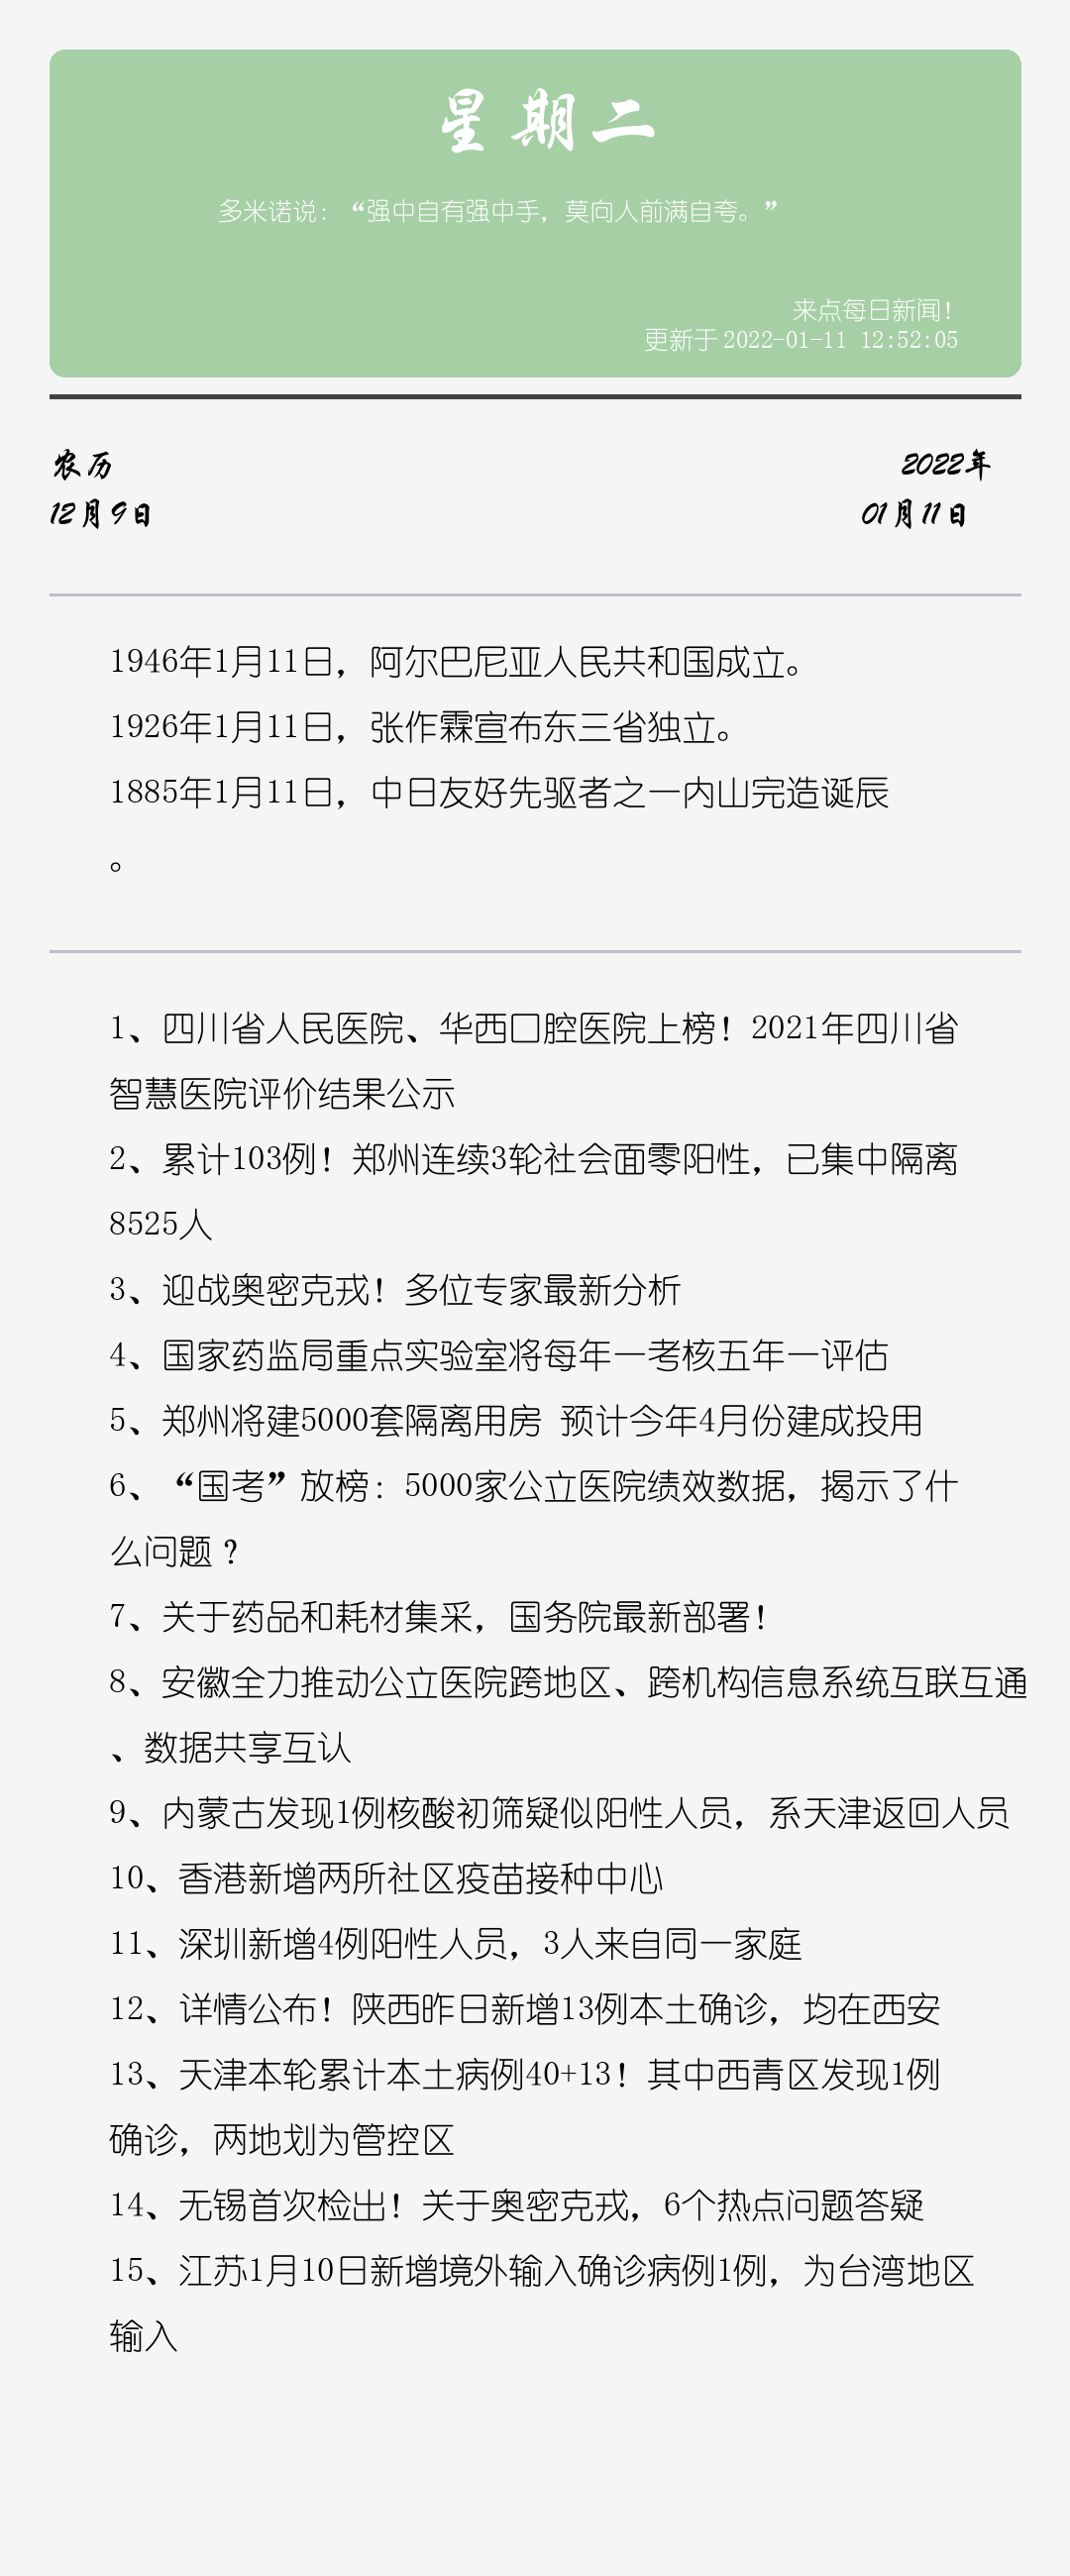 星期二
多米诺说：“强中自有强中手，莫向人前满自夸。”
来点每日新闻！
更新于 2022-01-11 12:52:05
农历
2022年
12月9日
01月11日
1946年1月11日，阿尔巴尼亚人民共和国成立。
1926年1月11日，张作霖宣布东三省独立。
1885年1月11日，中日友好先驱者之一内山完造诞辰
。
1、四川省人民医院、华西口腔医院上榜！2021年四川省
智慧医院评价结果公示
2、累计103例！郑州连续3轮社会面零阳性，已集中隔离
8525人
3、迎战奥密克戎！多位专家最新分析
4、国家药监局重点实验室将每年一考核五年一评估
5、郑州将建5000套隔离用房 预计今年4月份建成投用
6、“国考”放榜：5000家公立医院绩效数据，揭示了什
么问题？
7、关于药品和耗材集采，国务院最新部署！
8、安徽全力推动公立医院跨地区、跨机构信息系统互联互通
、数据共享互认
9、内蒙古发现1例核酸初筛疑似阳性人员，系天津返回人员
10、香港新增两所社区疫苗接种中心
11、深圳新增4例阳性人员，3人来自同一家庭
12、详情公布！陕西昨日新增13例本土确诊，均在西安
13、天津本轮累计本土病例40+13！其中西青区发现1例
确诊，两地划为管控区
14、无锡首次检出！关于奥密克戎，6个热点问题答疑
15、江苏1月10日新增境外输入确诊病例1例，为台湾地区
输入